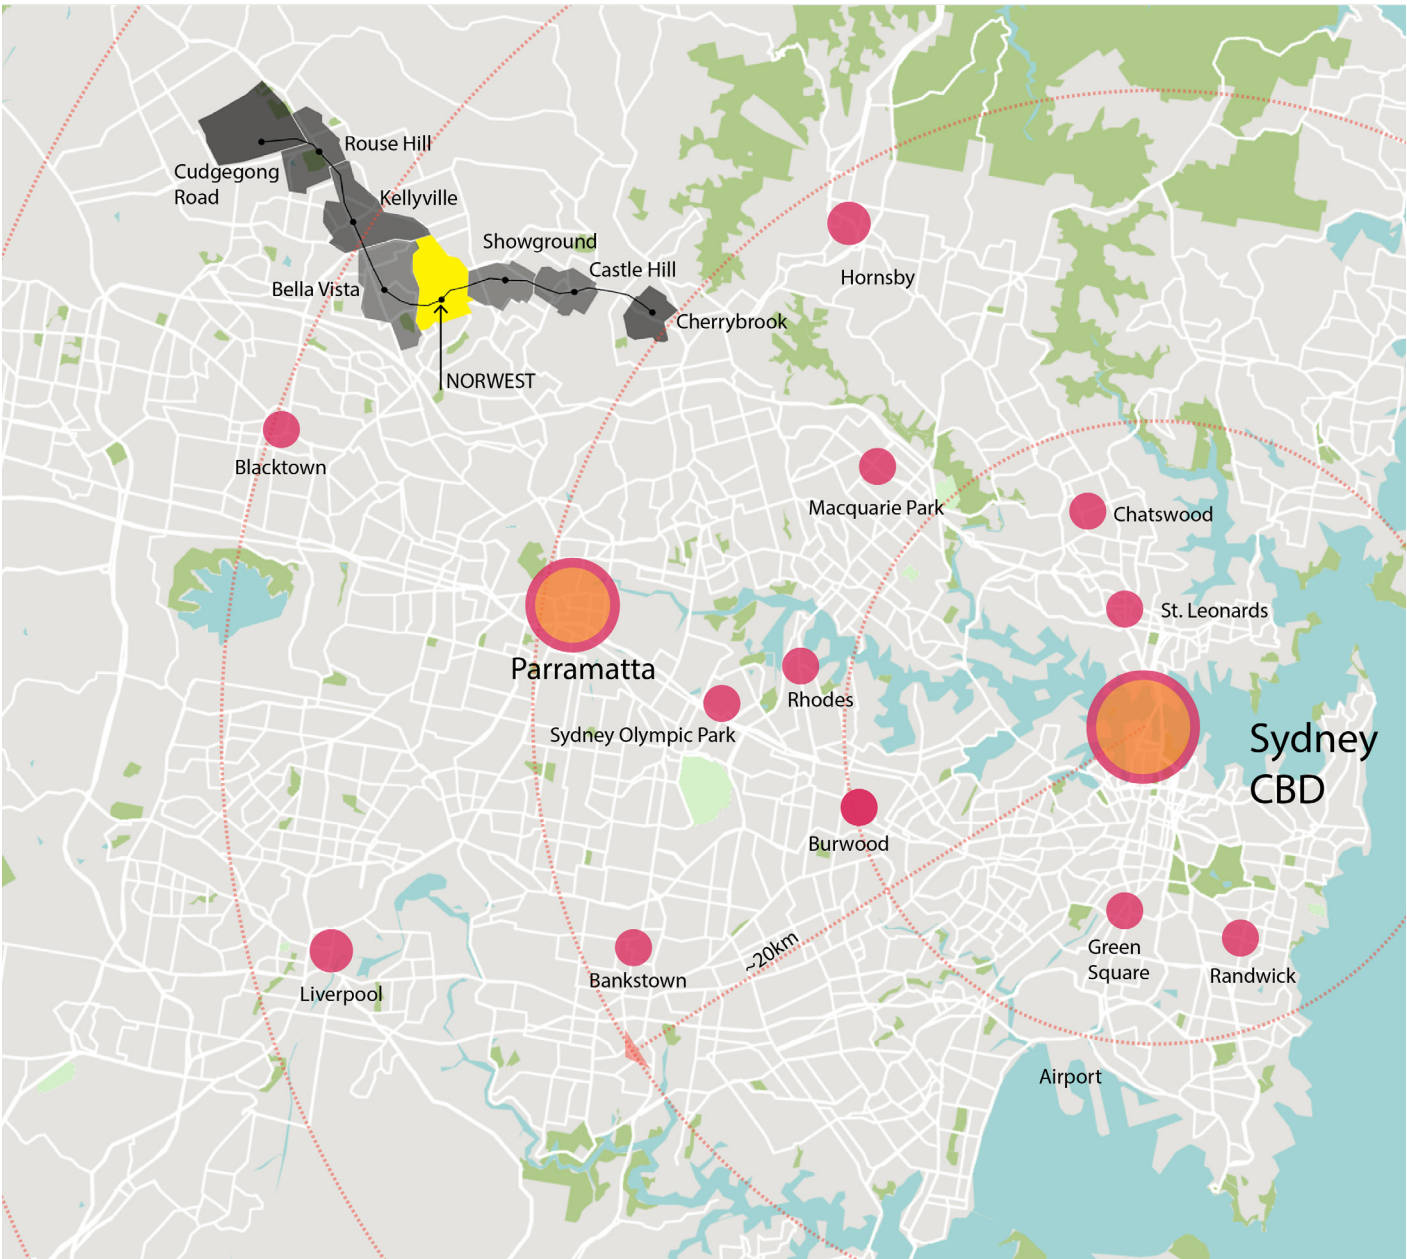 Rouse Hill
Cudgegong
Road
Kellyville
Showground
Castle Hill
Bella Vista
Cherrybrook
NORWEST
Hornsby
Blacktown
Macquarie Park
Chatswood
St. Leonards
Parramatta
Rhodes
Sydney Olympic Park
Sydney
CBD
Burwood
~20km
Green
Square
Randwick
Bankstown
Liverpool
Airport